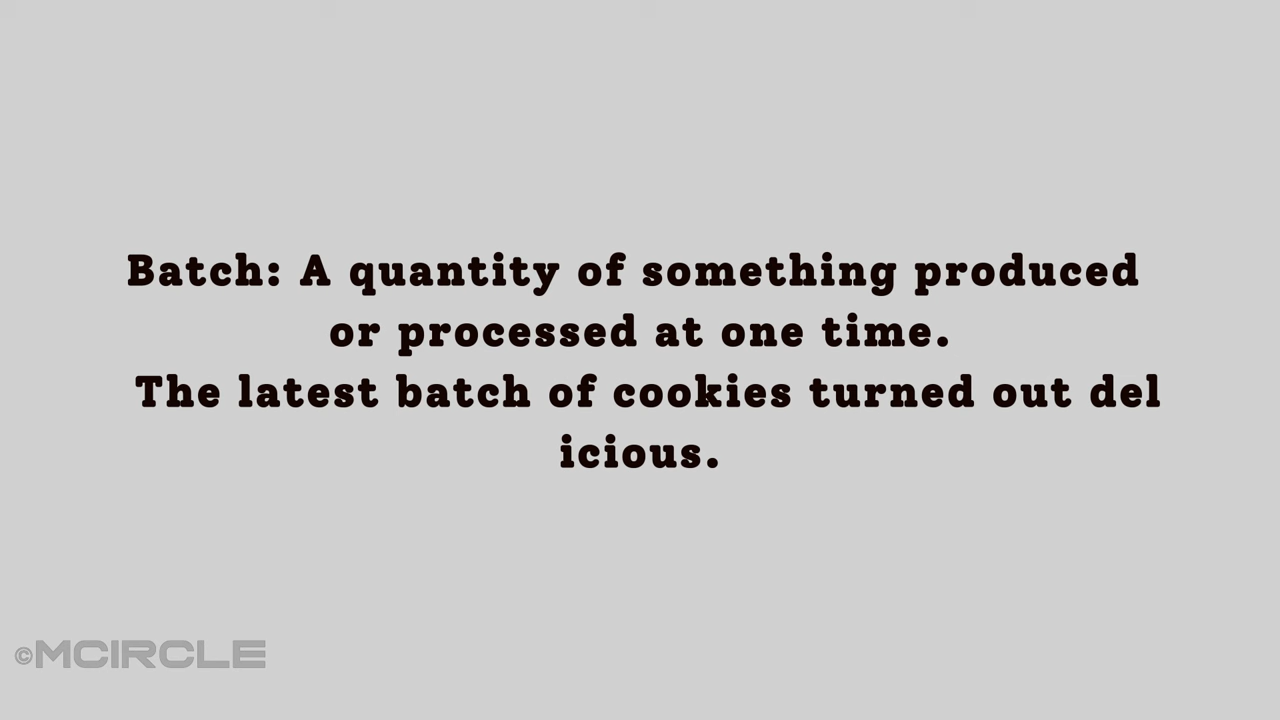 Batch: A quantity of something produced
or processed at one time.
The latest batch of cookies turned out del
icious.
©MCIRCLE